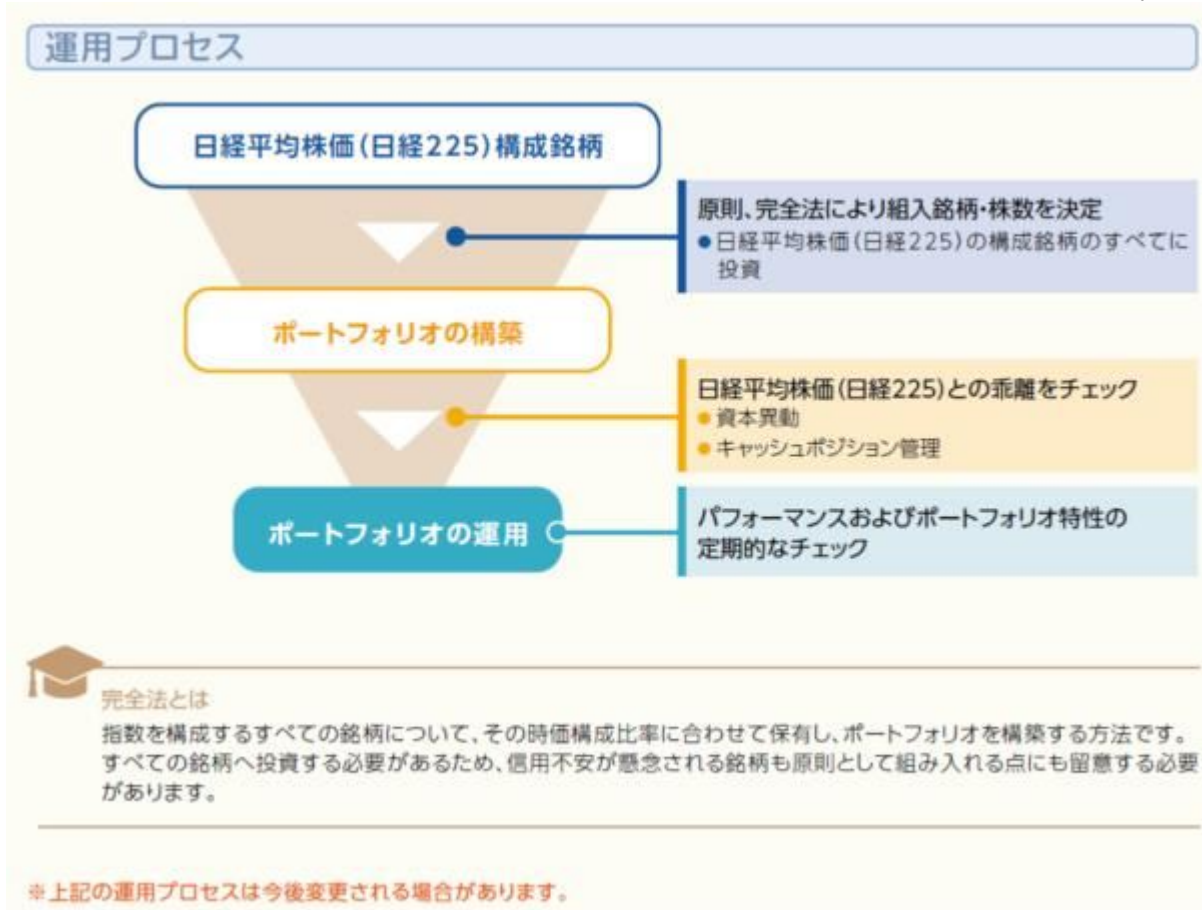 運用プロセス
日経平均株価(日経225)構成銘柄
原則、完全法により組入銘柄・株数を決定
●日経平均株価(日経225)の構成銘柄のすべてに
投資
ポートフォリオの構築
日経平均株価(日経225)との乖離をチェック
●資本異動
●キャッシュポジション管理
ポートフォリオの運用
パフォーマンスおよびポートフォリオ特性の
定期的なチェック
完全法とは
指数を構成するすべての銘柄について、その時価構成比率に合わせて保有し、ポートフォリオを構築する方法です。
すべての銘柄へ投資する必要があるため、信用不安が懸念される銘柄も原則として組み入れる点にも留意する必要
があります。
※上記の運用プロセスは今後変更される場合があります。